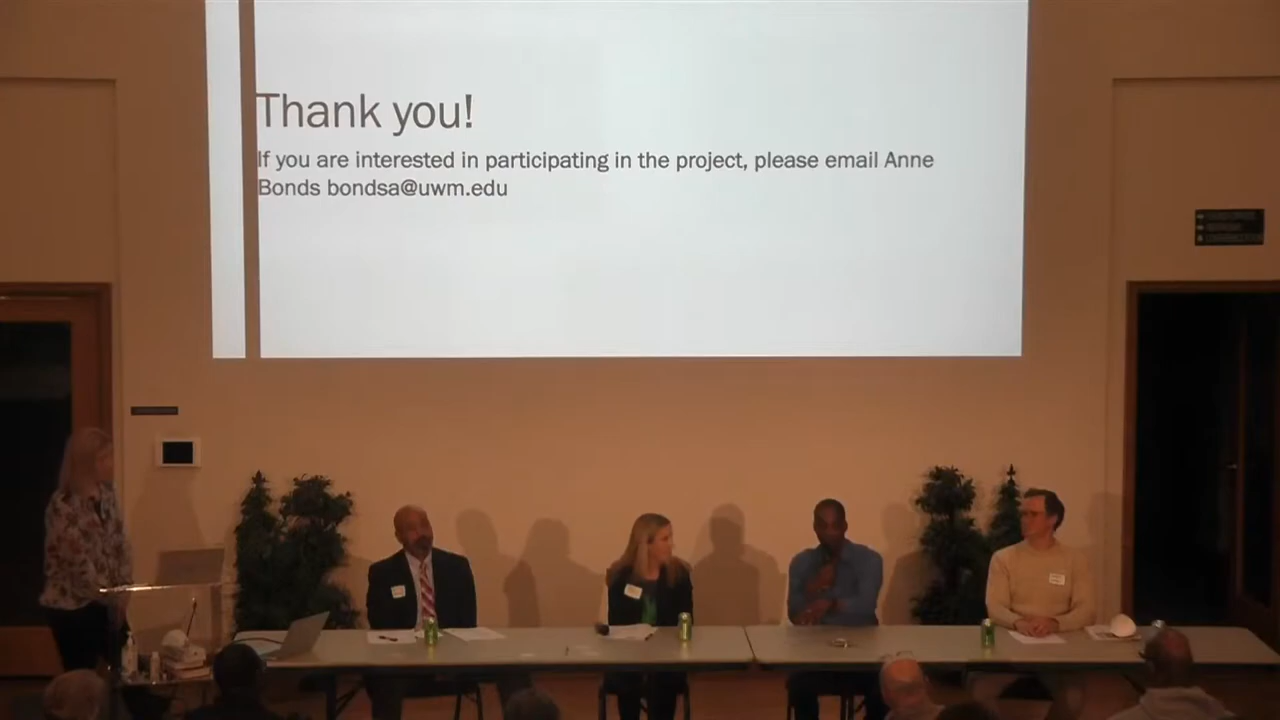 Thank you!
If you are interested in participating in the project, please email Anne
Bonds bondsa@uwm.edu